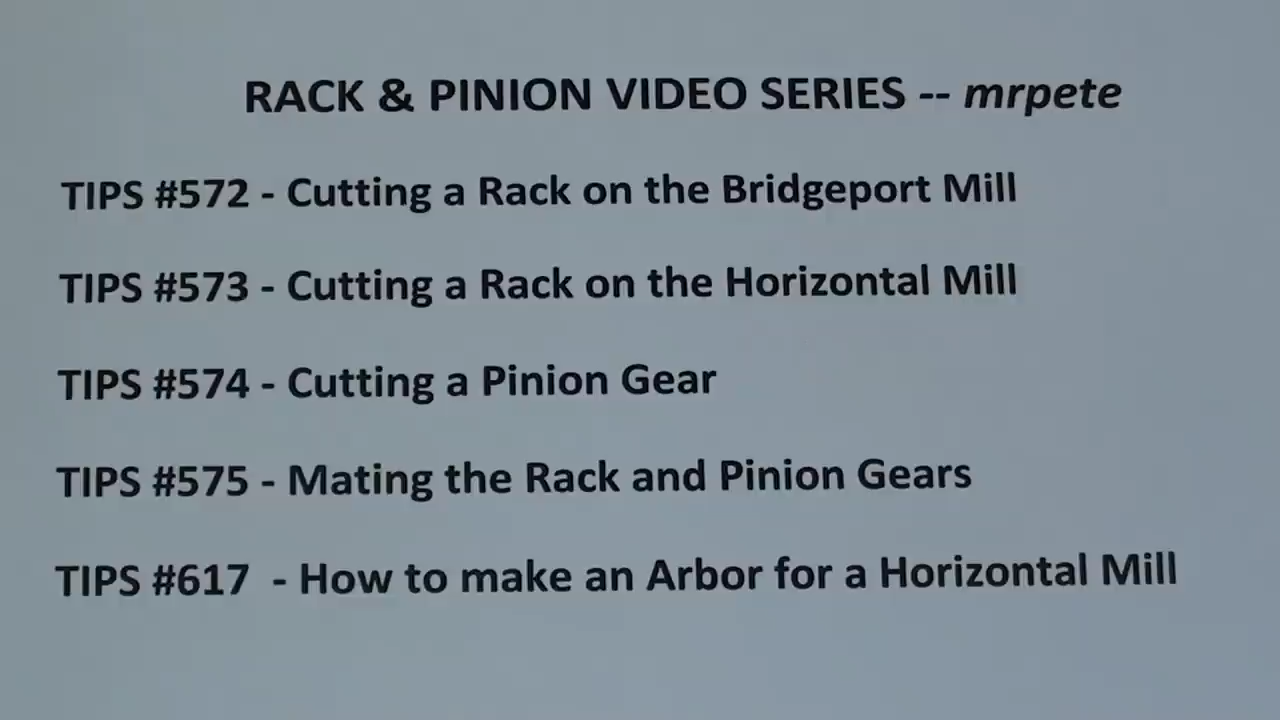 RACK & PINION VIDEO SERIES -- mrpete
TIPS #572 - Cutting a Rack on the Bridgeport Mill
TIPS #573 - Cutting a Rack on the Horizontal Mill
TIPS #574 - Cutting a Pinion Gear
TIPS #575 - Mating the Rack and Pinion Gears
TIPS #617  - How to make an Arbor for a Horizontal Mill